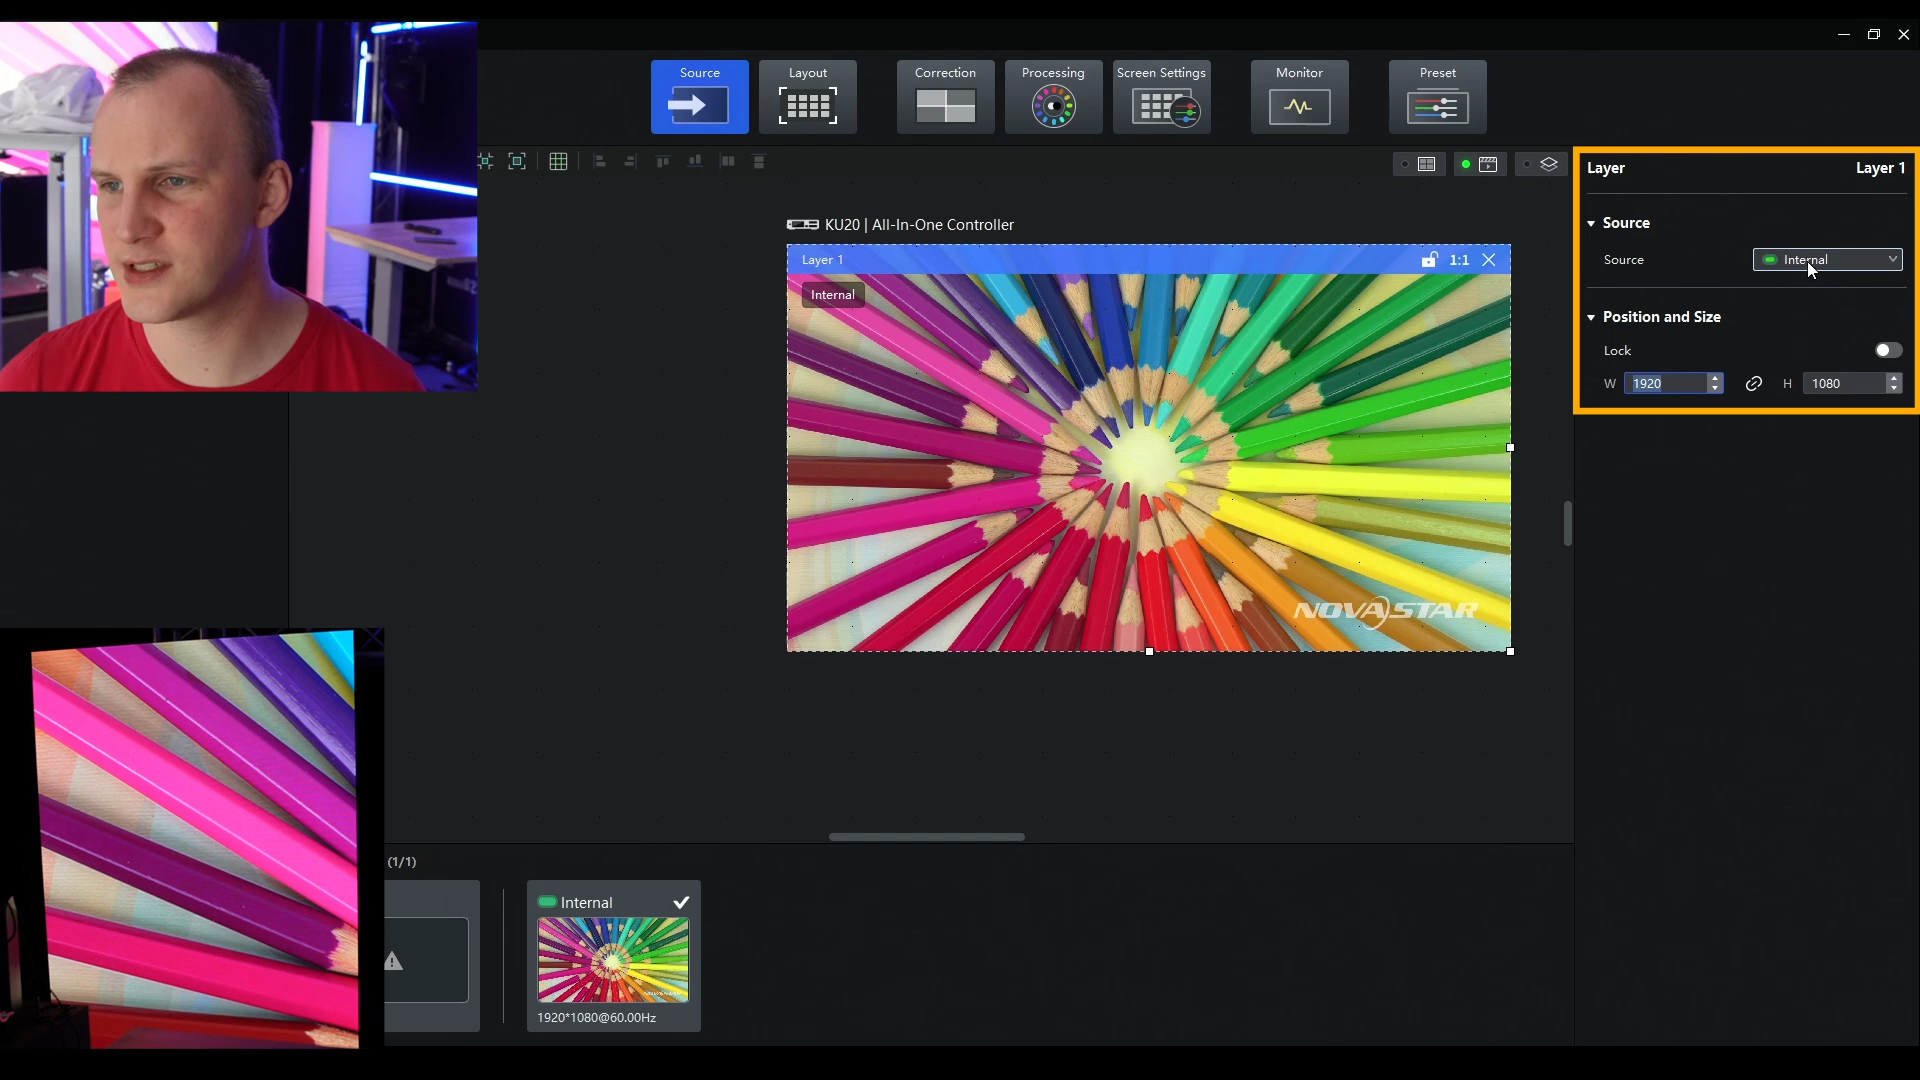 Source
Layout
Correction
Processing
Screen Settings
Monitor
Preset
KU20 | All-In-One Controller
Layer 1
1:1
Internal
NOVASTAR
Layer
Layer 1
Source
Source
Internal
Position and Size
Lock
W
1920
H
1080
(1/1)
Internal
1920*1080@60.00Hz